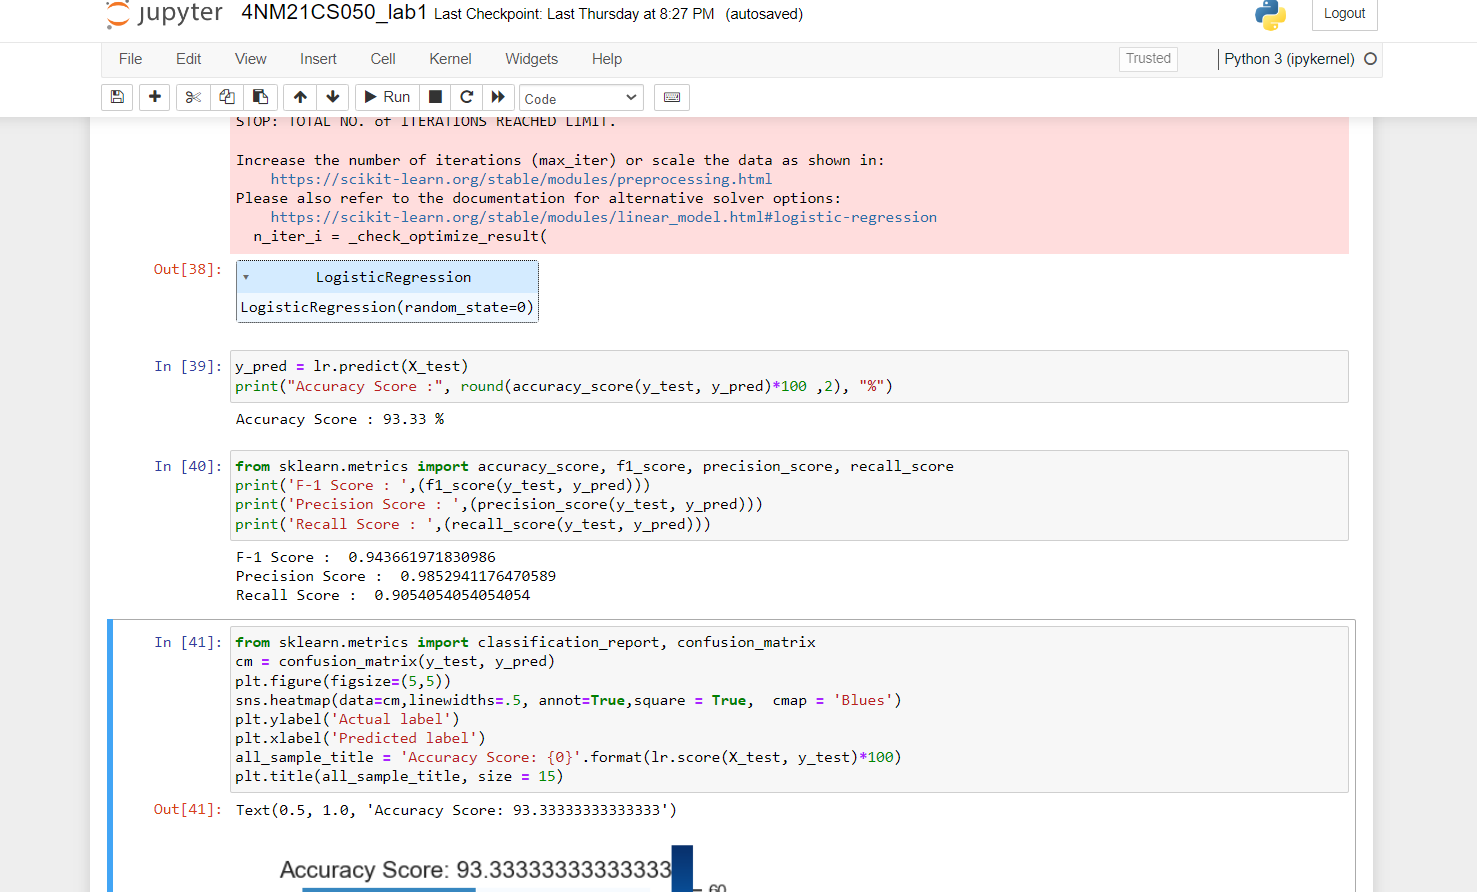 jupyter 4NM21CS050_lab1 Last Checkpoint: Last Thursday at 8:27 PM (autosaved)
Logout
File Edit View Insert Cell Kernel Widgets Help
Trusted
Python 3 (ipykernel)
Run
Code
STOP: TOTAL NO. of ITERATIONS REACHED LIMIT.
Increase the number of iterations (max_iter) or scale the data as shown in:
https://scikit-learn.org/stable/modules/preprocessing.html
Please also refer to the documentation for alternative solver options:
https://scikit-learn.org/stable/modules/linear_model.html#logistic-regression
n_iter_i = _check_optimize_result(
Out[38]:
LogisticRegression
LogisticRegression(random_state=0)
In [39]:
y_pred = lr.predict(X_test)
print("Accuracy Score :", round(accuracy_score(y_test, y_pred)*100 ,2), "%")
Accuracy Score : 93.33 %
In [40]:
from sklearn.metrics import accuracy_score, f1_score, precision_score, recall_score
print('F-1 Score : ',(f1_score(y_test, y_pred)))
print('Precision Score : ',(precision_score(y_test, y_pred)))
print('Recall Score : ',(recall_score(y_test, y_pred)))
F-1 Score :  0.943661971830986
Precision Score :  0.9852941176470589
Recall Score :  0.9054054054054054
In [41]:
from sklearn.metrics import classification_report, confusion_matrix
cm = confusion_matrix(y_test, y_pred)
plt.figure(figsize=(5,5))
sns.heatmap(data=cm,linewidths=.5, annot=True,square = True,  cmap = 'Blues')
plt.ylabel('Actual label')
plt.xlabel('Predicted label')
all_sample_title = 'Accuracy Score: {0}'.format(lr.score(X_test, y_test)*100)
plt.title(all_sample_title, size = 15)
Out[41]:
Text(0.5, 1.0, 'Accuracy Score: 93.33333333333333')
Accuracy Score: 93.33333333333333
60